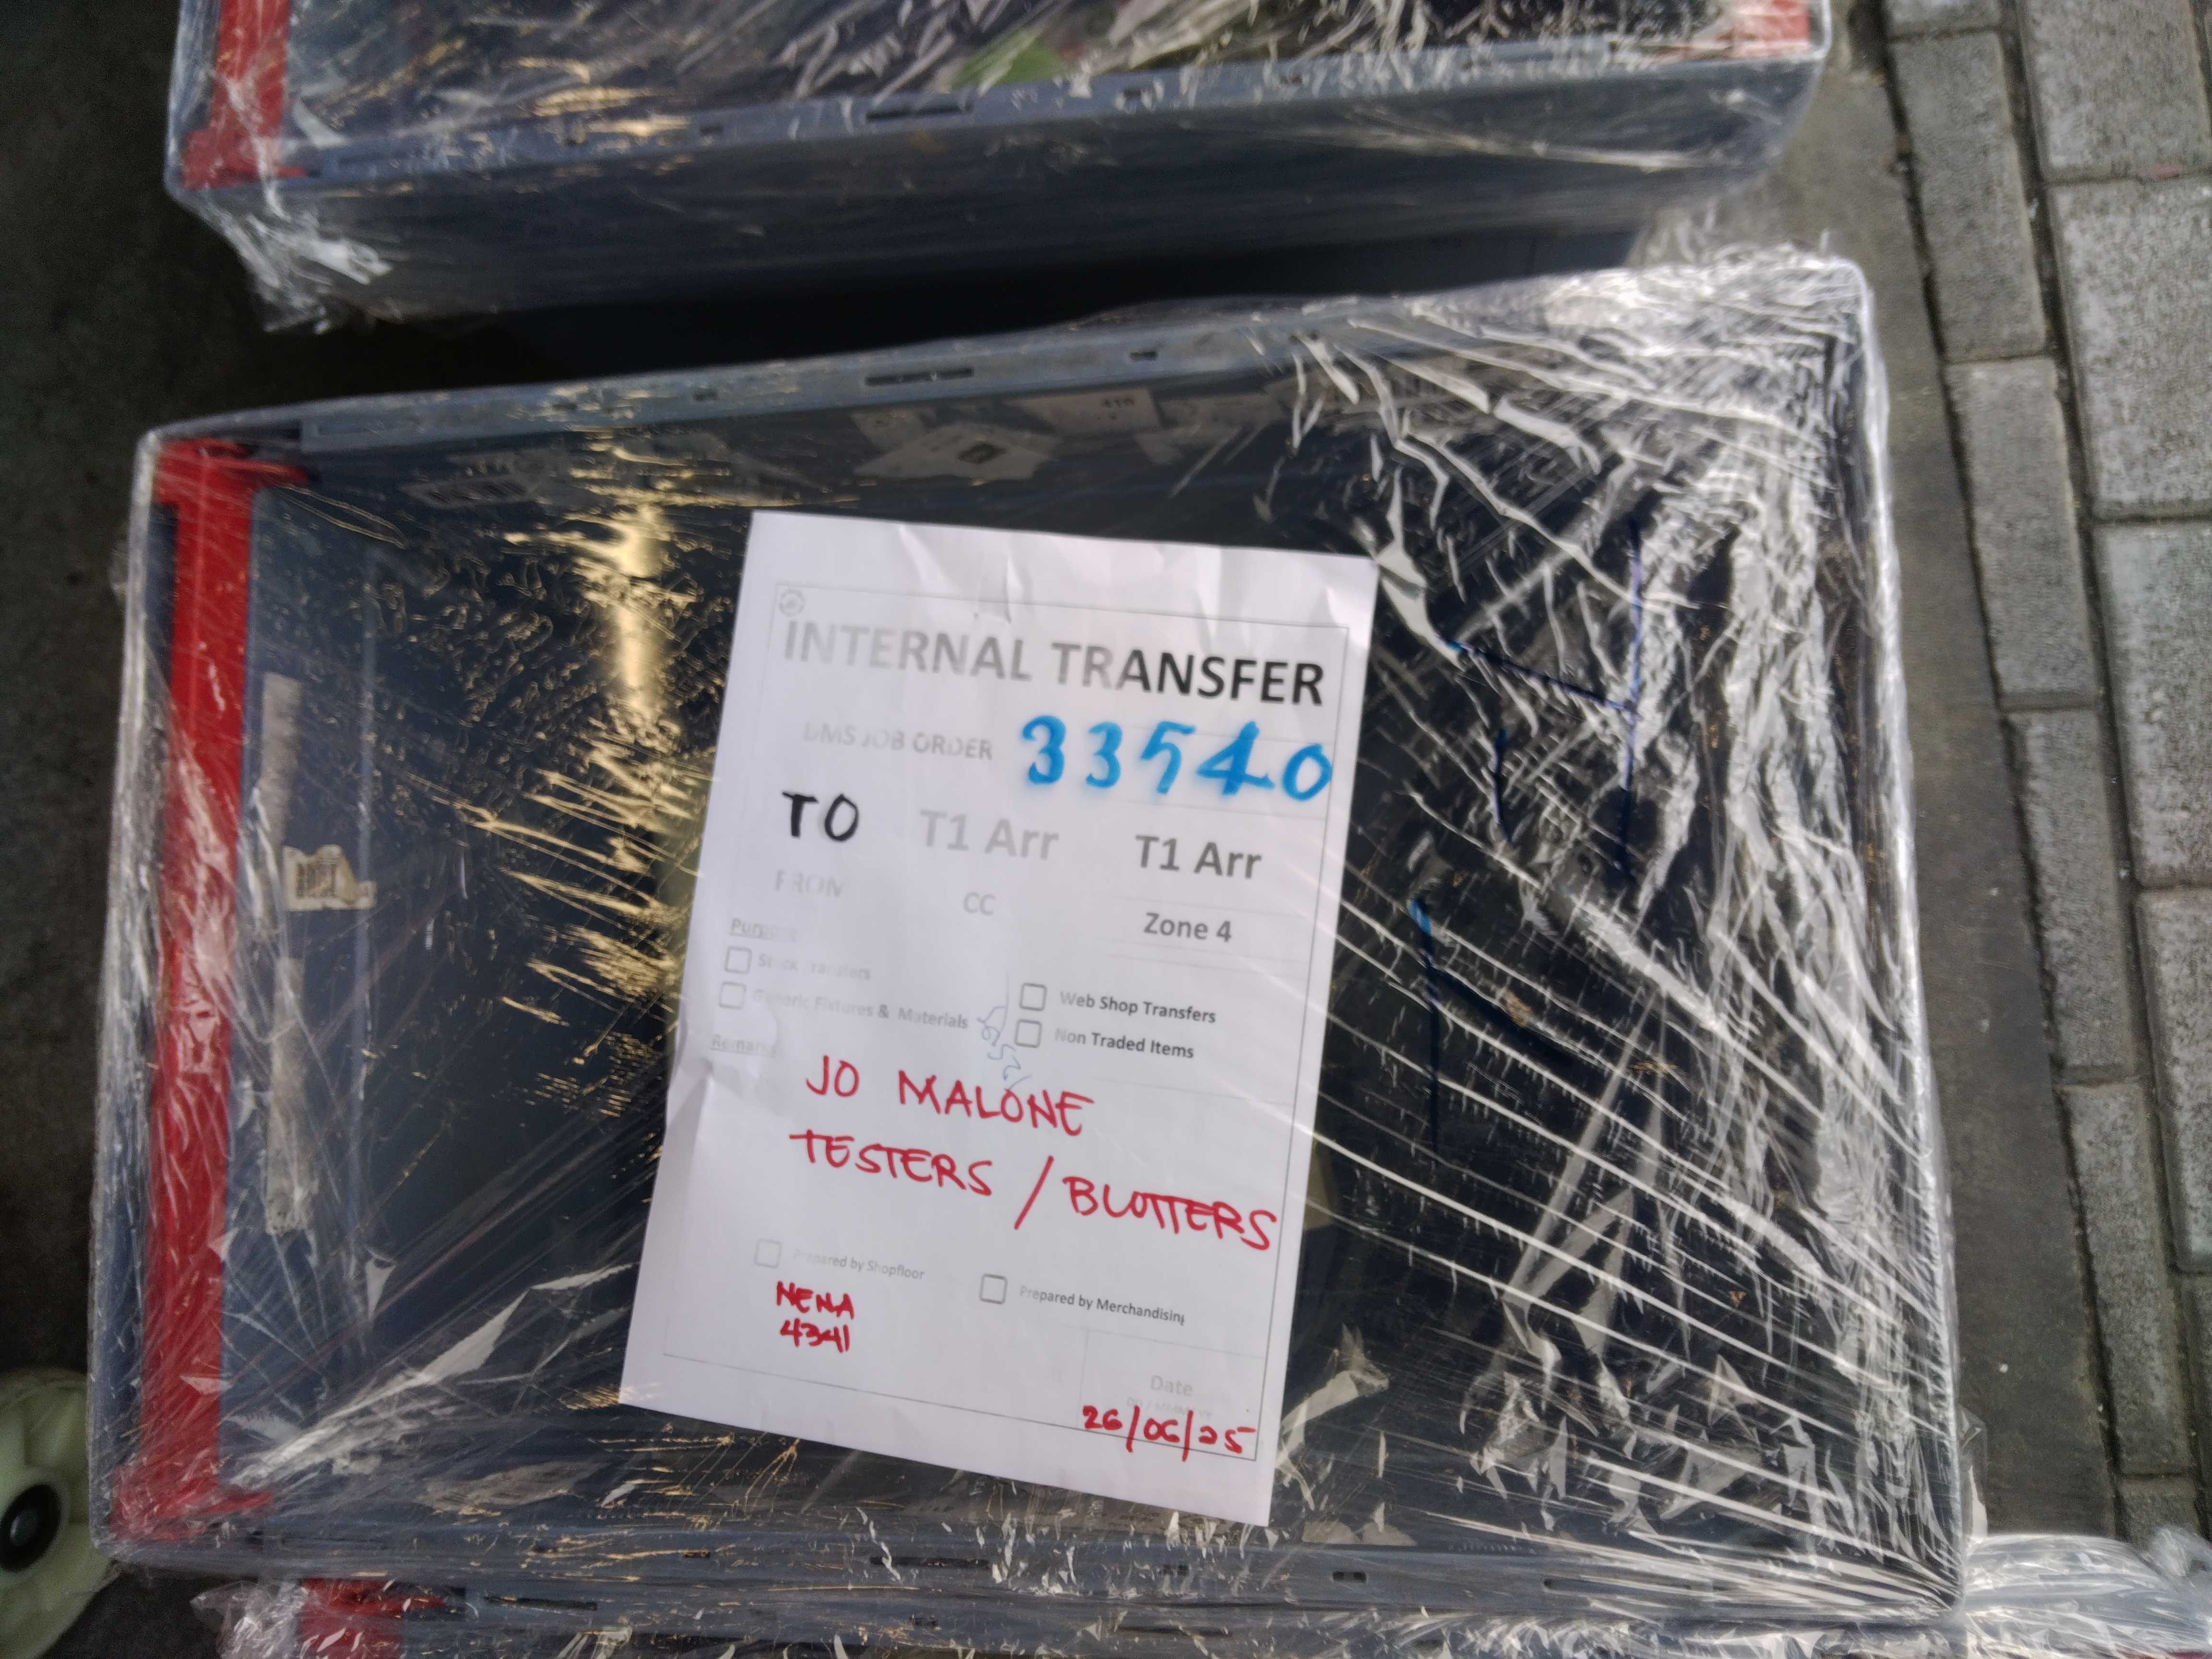 INTERNAL TRANSFER
DMS JOB ORDER 33540
TO T1 Arr T1 Arr
FROM CC Zone 4
Purpose
Stock Transfers
Web Shop Transfers
Generic Fixtures & Materials
Non Traded Items
Remarks
JO MALONE
TESTERS / BLOTTERS
Prepared by Shopfloor
Prepared by Merchandising
NENA
4341
Date
26/06/25